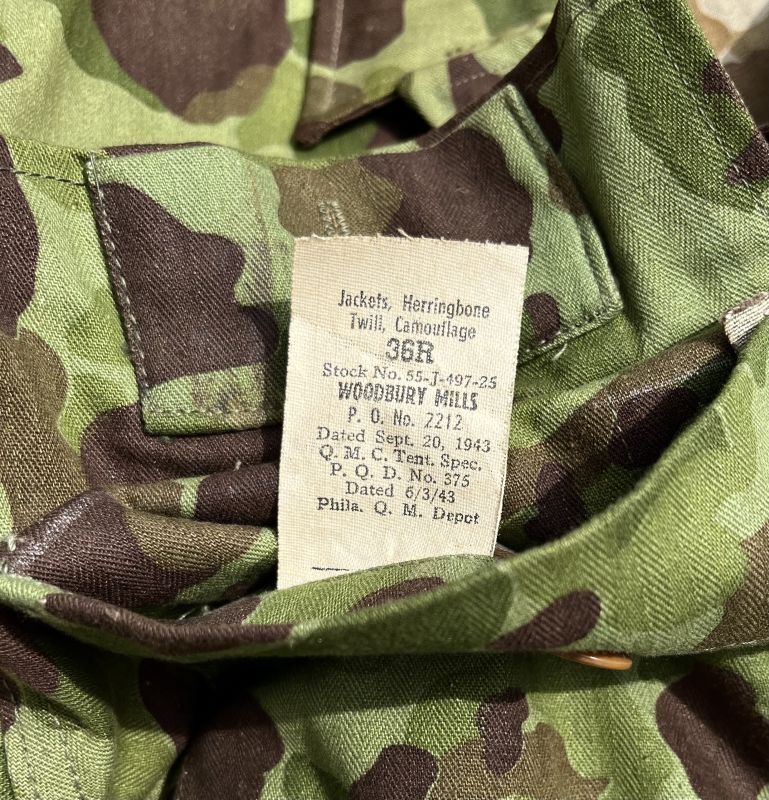 Jackets, Herringbone
Twill, Camouflage
36R
Stock No. 55-J-497-25
WOODBURY MILLS
P. O. No. 2212
Dated Sept. 20, 1943
Q. M. C. Tent. Spec.
P. Q. D. No. 375
Dated 6/3/43
Phila. Q. M. Depot